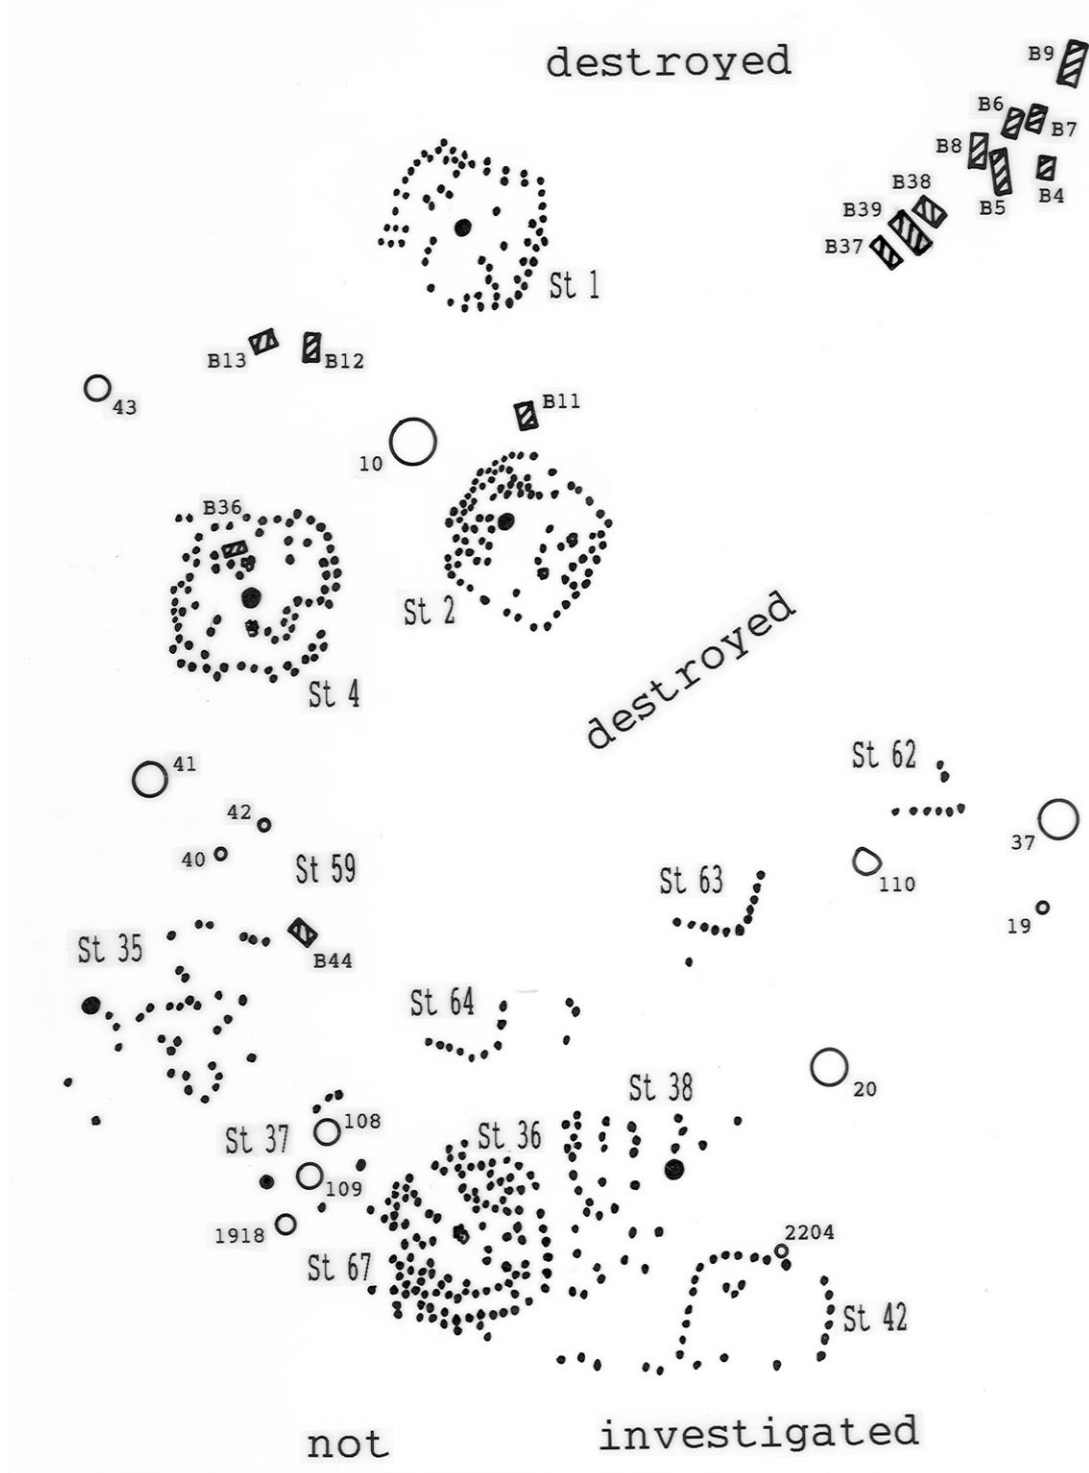 destroyed
B9
B6
B7
B8
B4
B38
B5
B39
B37
St 1
B13
B12
43
B11
10
B36
St 2
St 4
destroyed
41
St 62
42
37
40
St 59
St 63
110
19
St 35
B44
St 64
20
St 38
108
St 37
St 36
109
1918
2204
St 67
St 42
not investigated